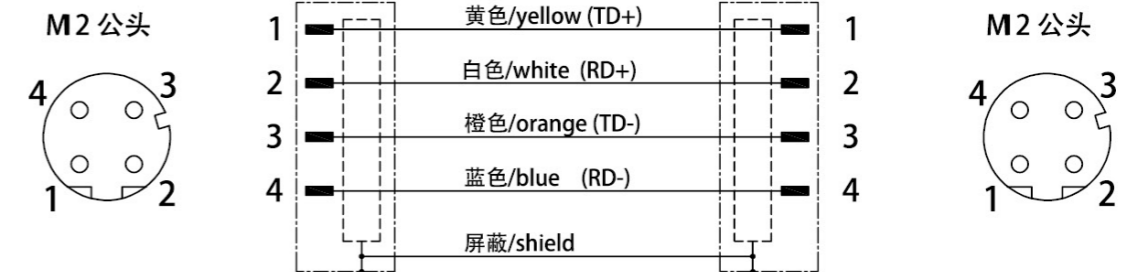 M2 公头
4 3
1 2
1 黄色/yellow (TD+) 1
2 白色/white (RD+) 2
3 橙色/orange (TD-) 3
4 蓝色/blue (RD-) 4
屏蔽/shield
M2 公头
4 3
1 2